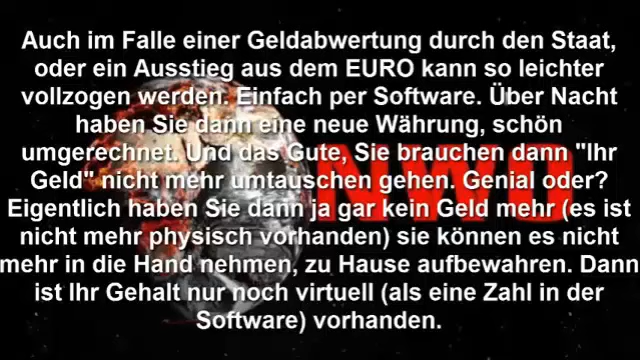 Auch im Falle einer Geldabwertung durch den Staat,
oder ein Ausstieg aus dem EURO kann so leichter
vollzogen werden. Einfach per Software. Über Nacht
haben Sie dann eine neue Währung, schön
umgerechnet. Und das Gute, Sie brauchen dann "Ihr
Geld" nicht mehr umtauschen gehen. Genial oder?
Eigentlich haben Sie dann ja gar kein Geld mehr (es ist
nicht mehr physisch vorhanden) sie können es nicht
mehr in die Hand nehmen, zu Hause aufbewahren. Dann
ist Ihr Gehalt nur noch virtuell (als eine Zahl in der
Software) vorhanden.
NWO